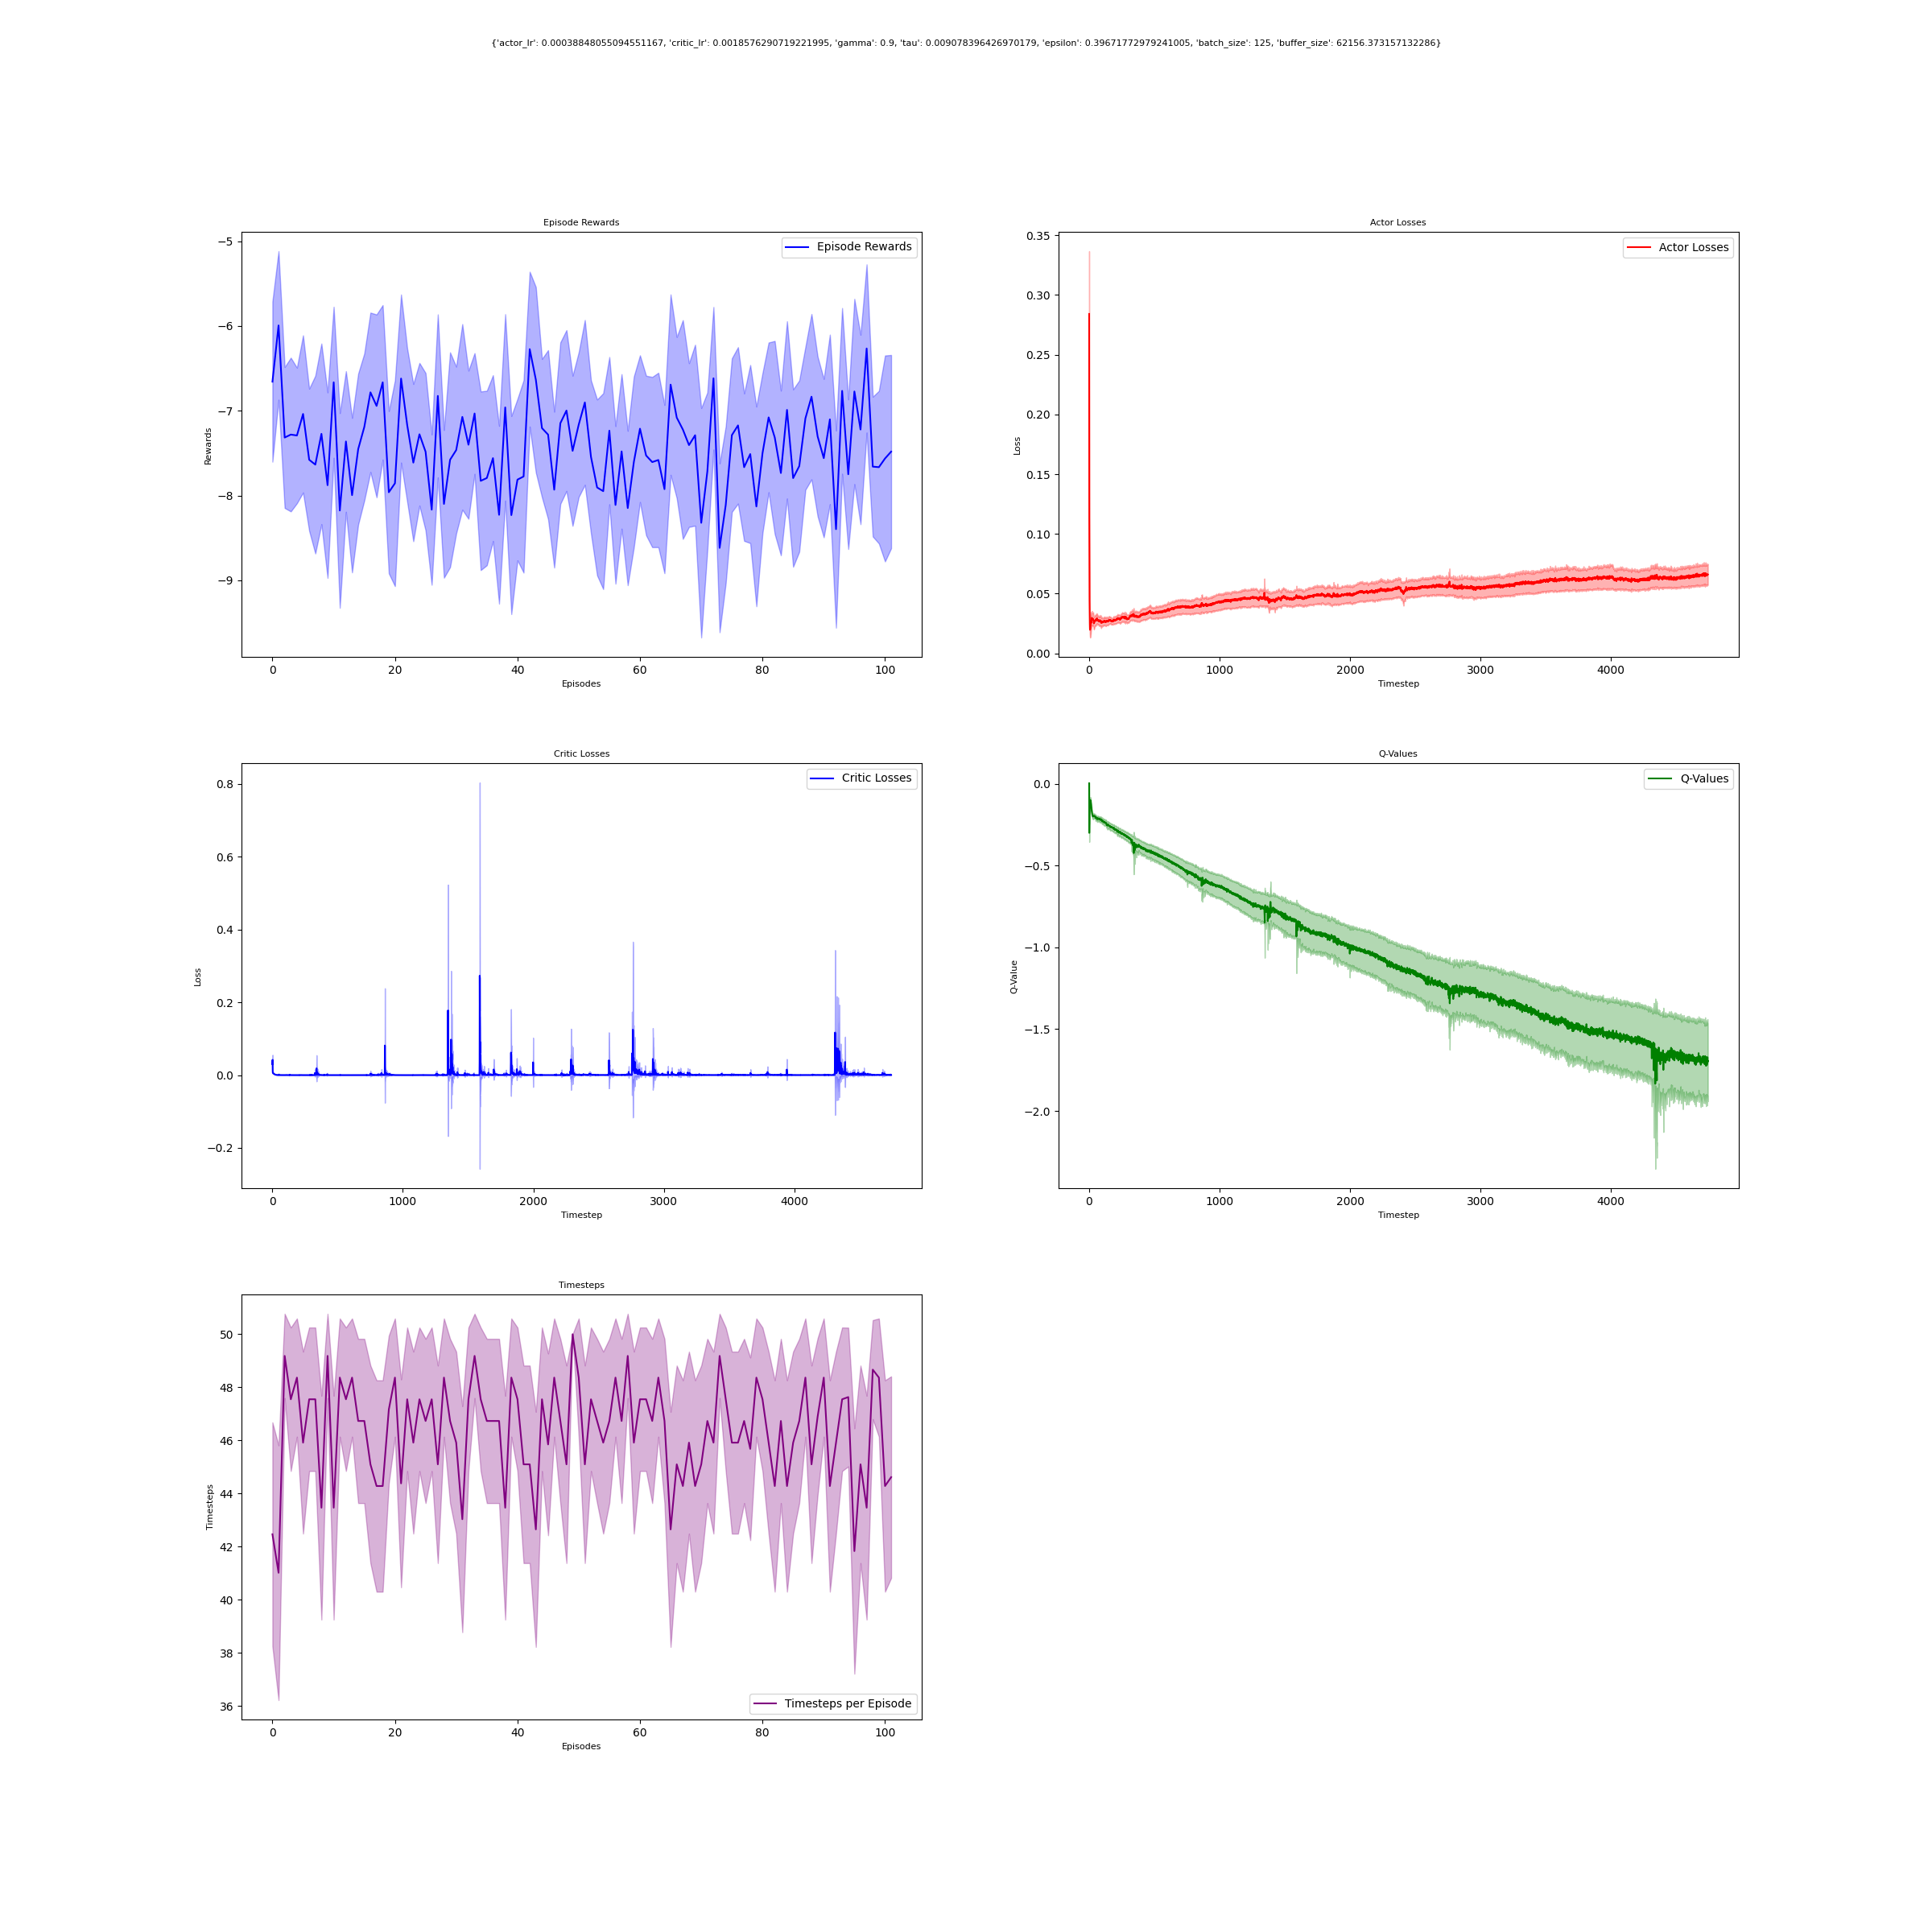 {'actor_lr': 0.00038848055094551167, 'critic_lr': 0.0018576290719221995, 'gamma': 0.9, 'tau': 0.009078396426970179, 'epsilon': 0.39671772979241005, 'batch_size': 125, 'buffer_size': 62156.373157132286}
Episode Rewards
Episode Rewards
Rewards
−5
−6
−7
−8
−9
0 20 40 60 80 100
Episodes
Actor Losses
Actor Losses
Loss
0.35
0.30
0.25
0.20
0.15
0.10
0.05
0.00
0 1000 2000 3000 4000
Timestep
Critic Losses
Critic Losses
Loss
0.8
0.6
0.4
0.2
0.0
−0.2
0 1000 2000 3000 4000
Timestep
Q-Values
Q-Values
Q-Value
0.0
−0.5
−1.0
−1.5
−2.0
0 1000 2000 3000 4000
Timestep
Timesteps
Timesteps
50
48
46
44
42
40
38
36
Timesteps per Episode
0 20 40 60 80 100
Episodes